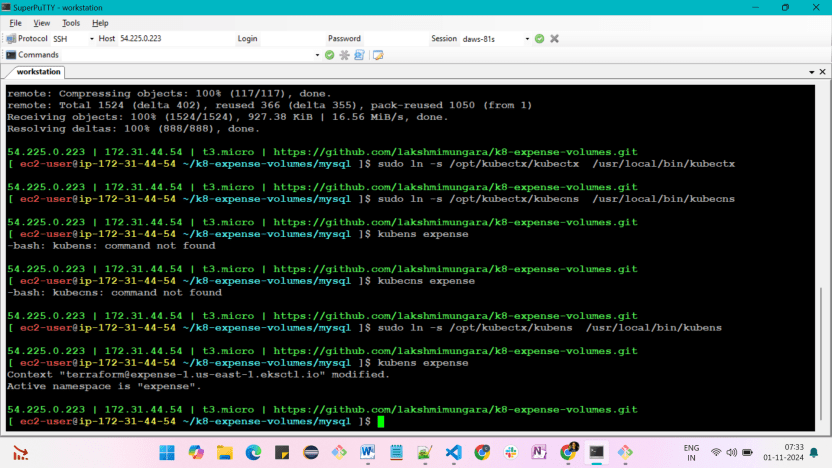 SuperPuTTY - workstation
File View Tools Help
Protocol SSH Host 54.225.0.223 Login Password Session daws-81s
Commands
workstation
remote: Compressing objects: 100% (117/117), done.
remote: Total 1524 (delta 402), reused 366 (delta 355), pack-reused 1050 (from 1)
Receiving objects: 100% (1524/1524), 927.38 KiB | 16.56 MiB/s, done.
Resolving deltas: 100% (888/888), done.
54.225.0.223 | 172.31.44.54 | t3.micro | https://github.com/lakshmimungara/k8-expense-volumes.git
[ ec2-user@ip-172-31-44-54 ~/k8-expense-volumes/mysql ]$ sudo ln -s /opt/kubectx/kubectx  /usr/local/bin/kubectx
54.225.0.223 | 172.31.44.54 | t3.micro | https://github.com/lakshmimungara/k8-expense-volumes.git
[ ec2-user@ip-172-31-44-54 ~/k8-expense-volumes/mysql ]$ sudo ln -s /opt/kubectx/kubecns  /usr/local/bin/kubecns
54.225.0.223 | 172.31.44.54 | t3.micro | https://github.com/lakshmimungara/k8-expense-volumes.git
[ ec2-user@ip-172-31-44-54 ~/k8-expense-volumes/mysql ]$ kubens expense
-bash: kubens: command not found
54.225.0.223 | 172.31.44.54 | t3.micro | https://github.com/lakshmimungara/k8-expense-volumes.git
[ ec2-user@ip-172-31-44-54 ~/k8-expense-volumes/mysql ]$ kubecns expense
-bash: kubecns: command not found
54.225.0.223 | 172.31.44.54 | t3.micro | https://github.com/lakshmimungara/k8-expense-volumes.git
[ ec2-user@ip-172-31-44-54 ~/k8-expense-volumes/mysql ]$ sudo ln -s /opt/kubectx/kubens  /usr/local/bin/kubens
54.225.0.223 | 172.31.44.54 | t3.micro | https://github.com/lakshmimungara/k8-expense-volumes.git
[ ec2-user@ip-172-31-44-54 ~/k8-expense-volumes/mysql ]$ kubens expense
Context "terraform@expense-1.us-east-1.eksctl.io" modified.
Active namespace is "expense".
54.225.0.223 | 172.31.44.54 | t3.micro | https://github.com/lakshmimungara/k8-expense-volumes.git
[ ec2-user@ip-172-31-44-54 ~/k8-expense-volumes/mysql ]$
ENG 07:33
IN 01-11-2024